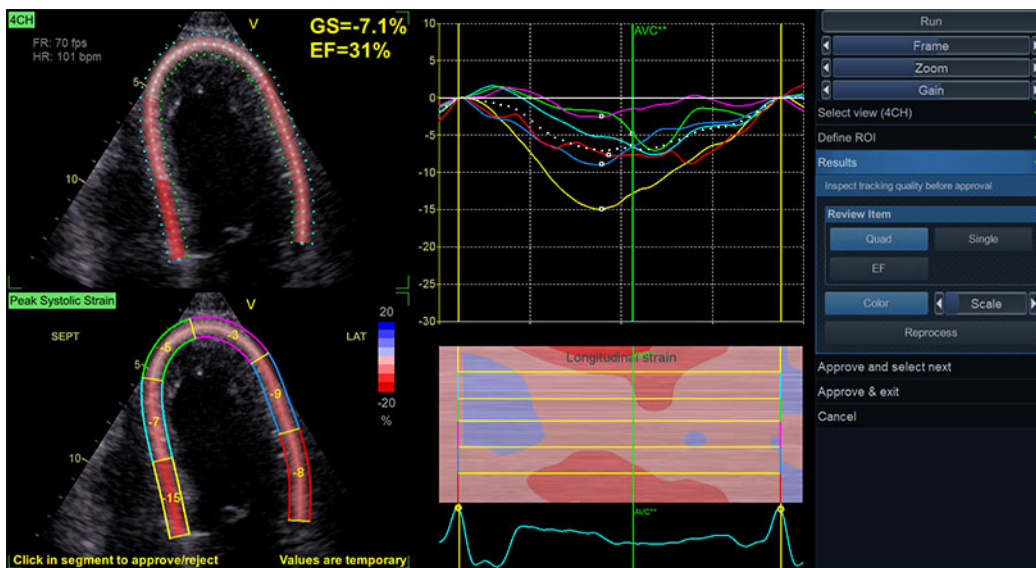 4CH
V
GS=-7.1%
EF=31%
FR: 70 fps
HR: 101 bpm
5
10
Peak Systolic Strain
V
SEPT
LAT
20
-20
%
5
10
-5
-3
-7
-9
-15
-8
Click in segment to approve/reject
Values are temporary
10
5
0
-5
-10
-15
-20
-25
-30
AVC**
Longitudinal strain
AVC**
Run
Frame
Zoom
Gain
Select view (4CH)
Define ROI
Results
Inspect tracking quality before approval
Review Item
Quad
Single
EF
Color
Scale
Reprocess
Approve and select next
Approve & exit
Cancel